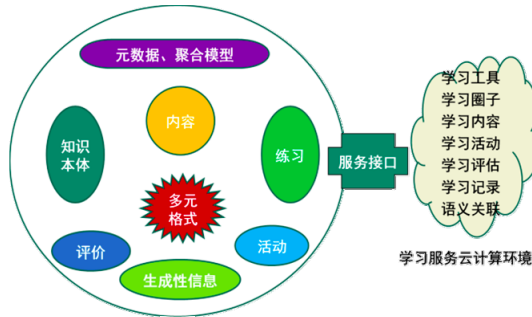 元数据、聚合模型
内容
知识
本体
练习
多元
格式
评价
活动
生成性信息
服务接口
学习工具
学习圈子
学习内容
学习活动
学习评估
学习记录
语义关联
学习服务云计算环境